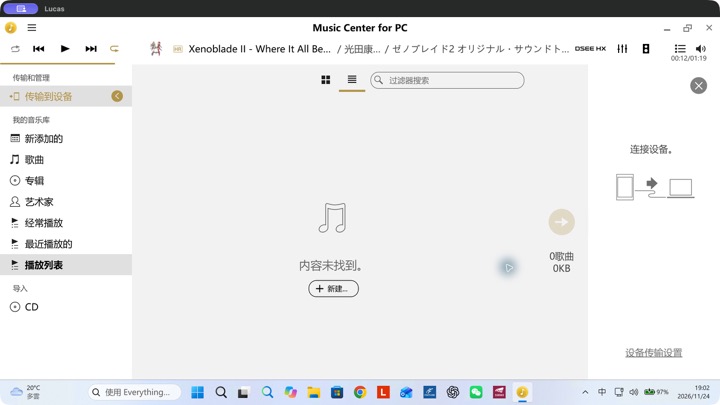 Lucas
Music Center for PC
HR Xenoblade II - Where It All Be... / 光田康... / ゼノブレイド2 オリジナル・サウンドト...
DSEE HX
00:12/01:19
传输和管理
传输到设备
过滤器搜索
我的音乐库
新添加的
歌曲
专辑
艺术家
经常播放
最近播放的
播放列表
导入
CD
内容未找到。
新建...
0歌曲
0KB
连接设备。
设备传输设置
20°C
多云
使用 Everything...
中
97%
19:02
2026/11/24